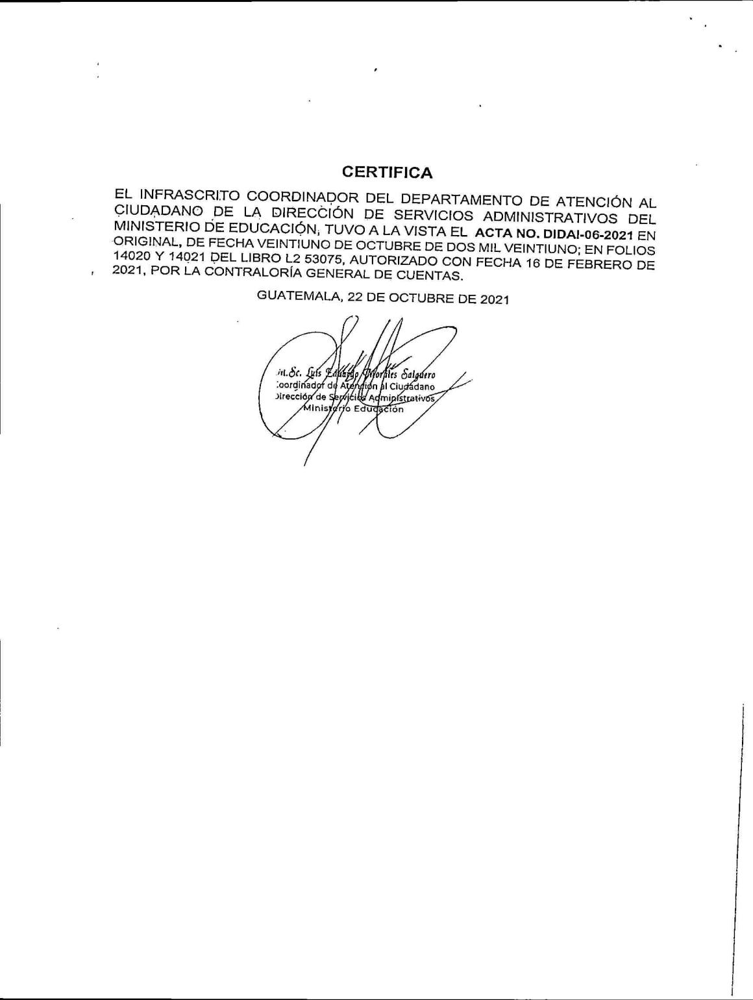 CERTIFICA
EL INFRASCRITO COORDINADOR DEL DEPARTAMENTO DE ATENCIÓN AL
CIUDADANO DE LA DIRECCIÓN DE SERVICIOS ADMINISTRATIVOS DEL
MINISTERIO DE EDUCACIÓN, TUVO A LA VISTA EL ACTA NO. DIDAI-06-2021 EN
ORIGINAL, DE FECHA VEINTIUNO DE OCTUBRE DE DOS MIL VEINTIUNO; EN FOLIOS
14020 Y 14021 DEL LIBRO L2 53075, AUTORIZADO CON FECHA 16 DE FEBRERO DE
2021, POR LA CONTRALORÍA GENERAL DE CUENTAS.
GUATEMALA, 22 DE OCTUBRE DE 2021
M.Sc. Luis Eduardo Morales Salguero
Coordinador de Atención al Ciudadano
Dirección de Servicios Administrativos
Ministerio Educación